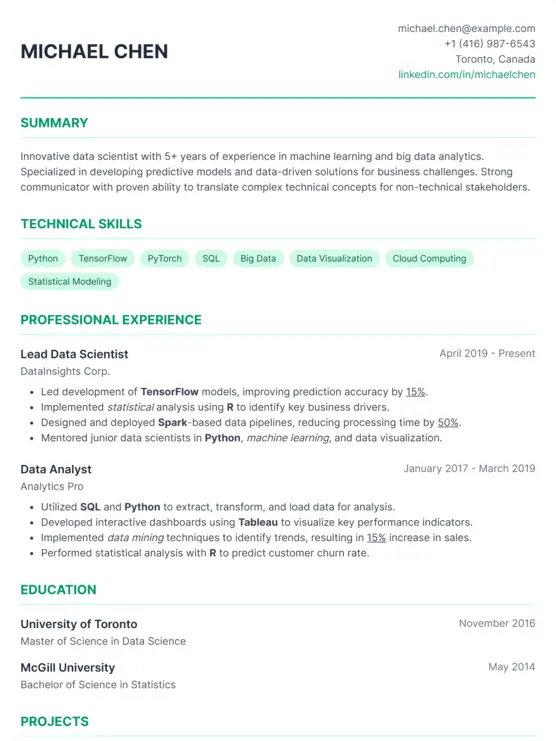 MICHAEL CHEN
michael.chen@example.com
+1 (416) 987-6543
Toronto, Canada
linkedin.com/in/michaelchen
SUMMARY
Innovative data scientist with 5+ years of experience in machine learning and big data analytics.
Specialized in developing predictive models and data-driven solutions for business challenges. Strong
communicator with proven ability to translate complex technical concepts for non-technical stakeholders.
TECHNICAL SKILLS
Python TensorFlow PyTorch SQL Big Data Data Visualization Cloud Computing
Statistical Modeling
PROFESSIONAL EXPERIENCE
Lead Data Scientist April 2019 - Present
DataInsights Corp.
• Led development of TensorFlow models, improving prediction accuracy by 15%.
• Implemented statistical analysis using R to identify key business drivers.
• Designed and deployed Spark-based data pipelines, reducing processing time by 50%.
• Mentored junior data scientists in Python, machine learning, and data visualization.
Data Analyst January 2017 - March 2019
Analytics Pro
• Utilized SQL and Python to extract, transform, and load data for analysis.
• Developed interactive dashboards using Tableau to visualize key performance indicators.
• Implemented data mining techniques to identify trends, resulting in 15% increase in sales.
• Performed statistical analysis with R to predict customer churn rate.
EDUCATION
University of Toronto November 2016
Master of Science in Data Science
McGill University May 2014
Bachelor of Science in Statistics
PROJECTS